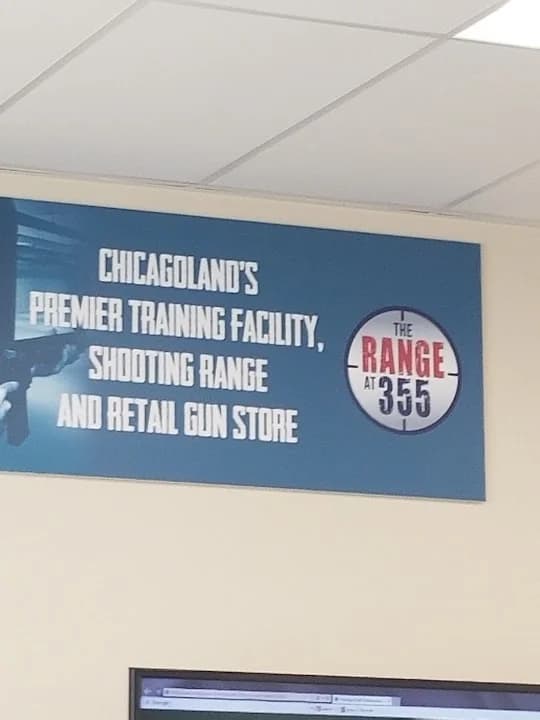 CHICAGOLAND'S
PREMIER TRAINING FACILITY,
SHOOTING RANGE
AND RETAIL GUN STORE
THE
RANGE
AT 355